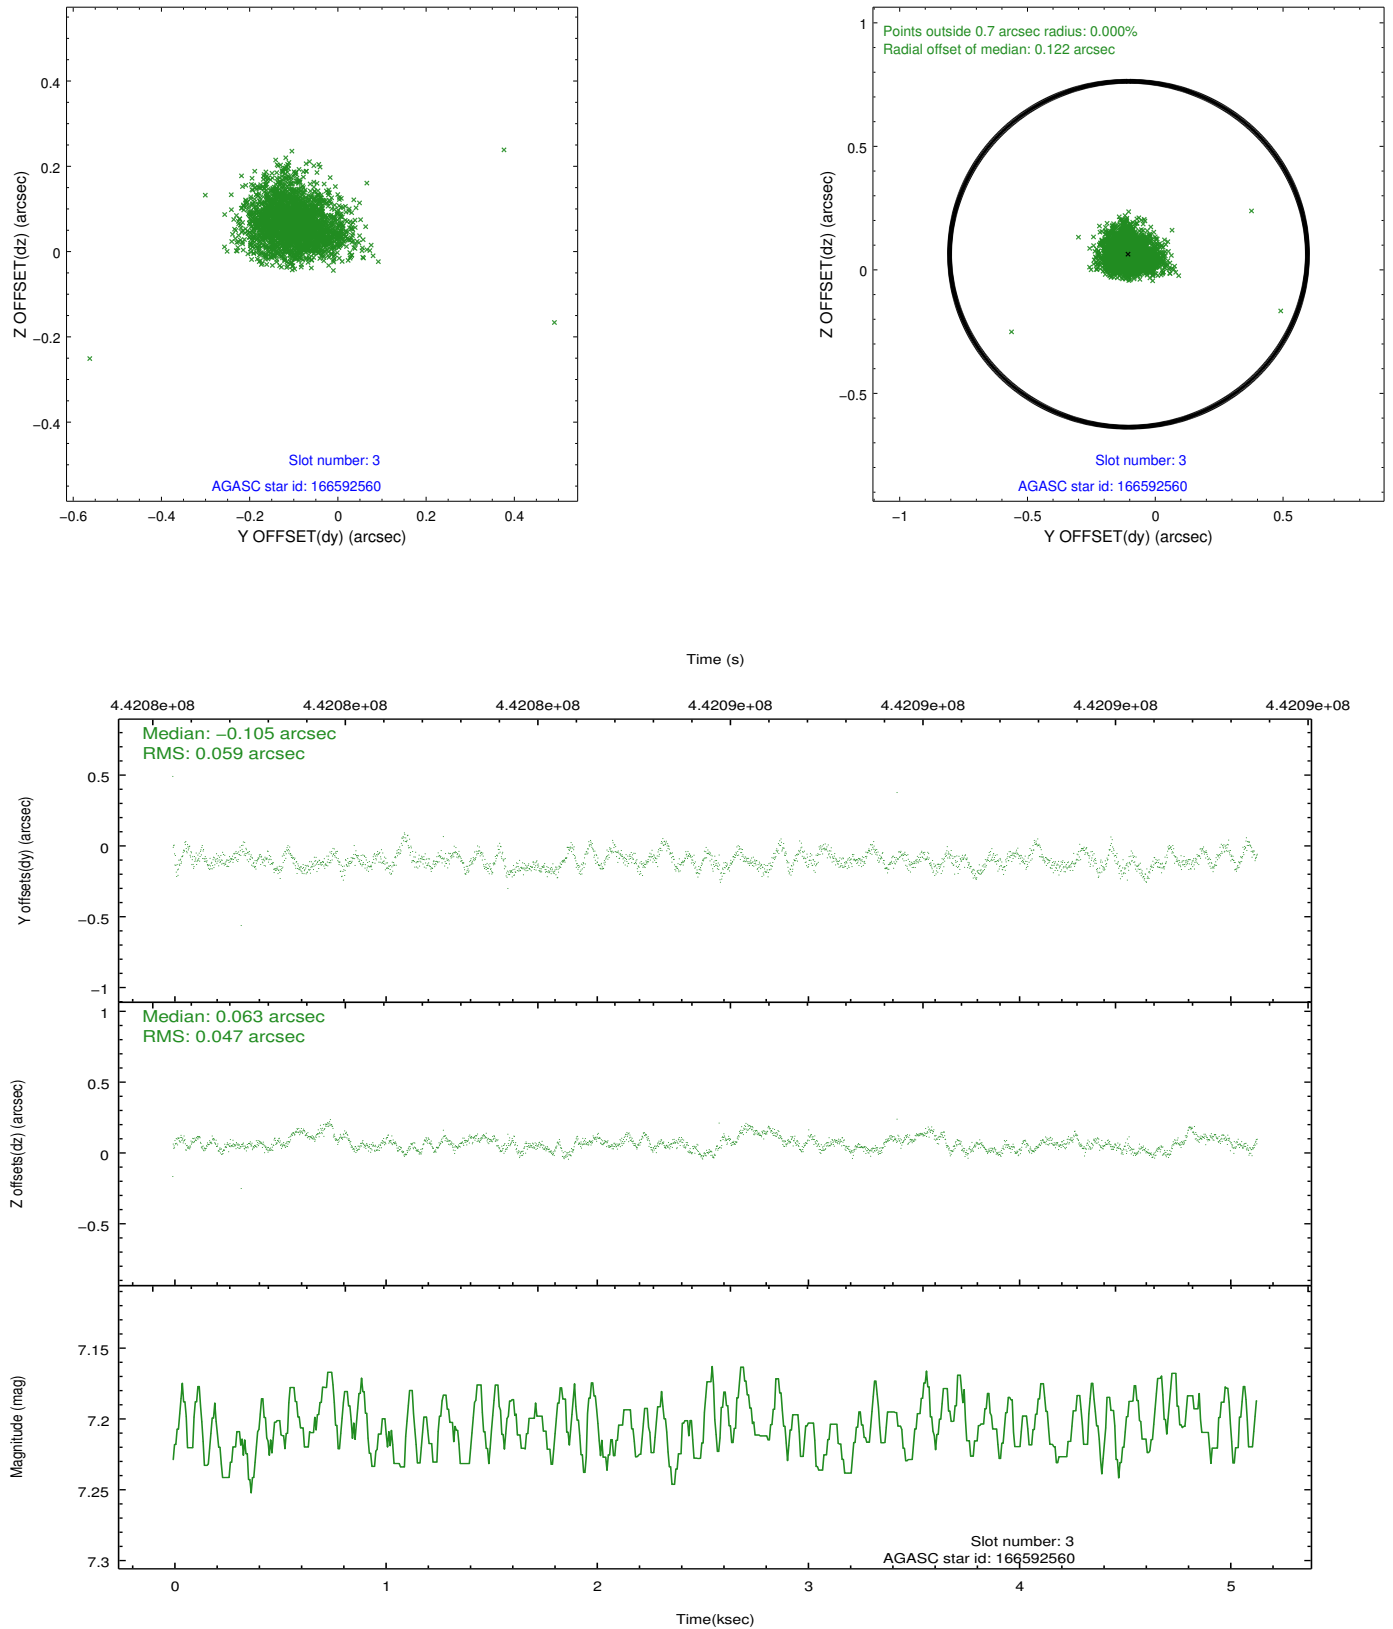 0.4
0.2
0
−0.2
−0.4
Z OFFSET(dz) (arcsec)
Slot number: 3
AGASC star id: 166592560
−0.6 −0.4 −0.2 0 0.2 0.4
Y OFFSET(dy) (arcsec)
Points outside 0.7 arcsec radius: 0.000%
Radial offset of median: 0.122 arcsec
1
0.5
0
−0.5
Z OFFSET(dz) (arcsec)
Slot number: 3
AGASC star id: 166592560
−1 −0.5 0 0.5
Y OFFSET(dy) (arcsec)
Time (s)
4.4208e+08 4.4208e+08 4.4208e+08 4.4209e+08 4.4209e+08 4.4209e+08 4.4209e+08
Median: −0.105 arcsec
RMS: 0.059 arcsec
0.5
0
−0.5
−1
Y offsets(dy) (arcsec)
Median: 0.063 arcsec
RMS: 0.047 arcsec
1
0.5
0
−0.5
Z offsets(dz) (arcsec)
7.15
7.2
7.25
7.3
Magnitude (mag)
Slot number: 3
AGASC star id: 166592560
0 1 2 3 4 5
Time(ksec)